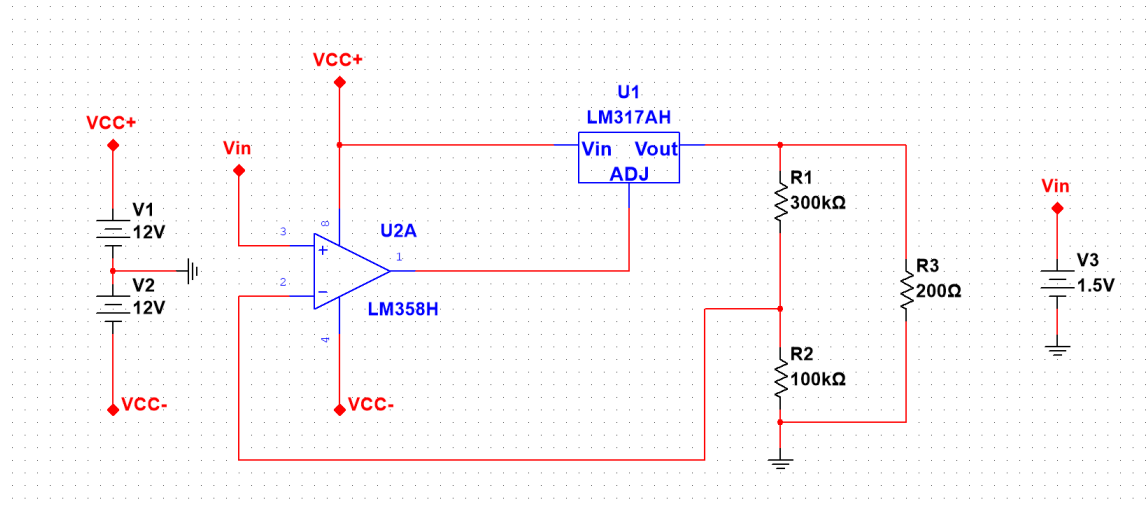 VCC+
U1
LM317AH
VCC+
Vin
Vin Vout
ADJ
R1
300kΩ
Vin
V1
12V
8
3
U2A
+
1
V3
1.5V
R3
200Ω
V2
12V
2
−
LM358H
4
R2
100kΩ
VCC-
VCC-